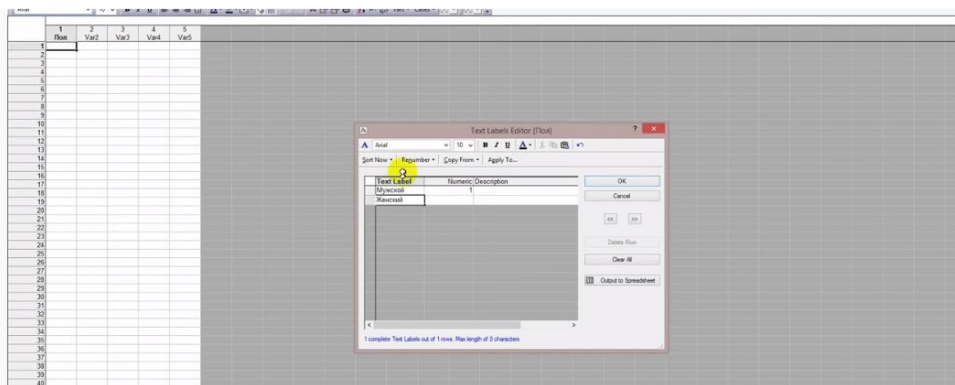 1 2 3 4 5
Пол Var2 Var3 Var4 Var5
1
2
3
4
5
6
7
8
9
10
11
12
13
14
15
16
17
18
19
20
21
22
23
24
25
26
27
28
29
30
31
32
33
34
35
36
37
38
39
40
Text Labels Editor [Пол] ?
A Arial 10 B I U A
Sort Now Renumber Copy From Apply To...
Text Label Numeric Description
Мужской 1
Женский
OK
Cancel
<< >>
Delete Row
Clear All
Output to Spreadsheet
1 complete Text Labels out of 1 rows. Max length of 0 characters